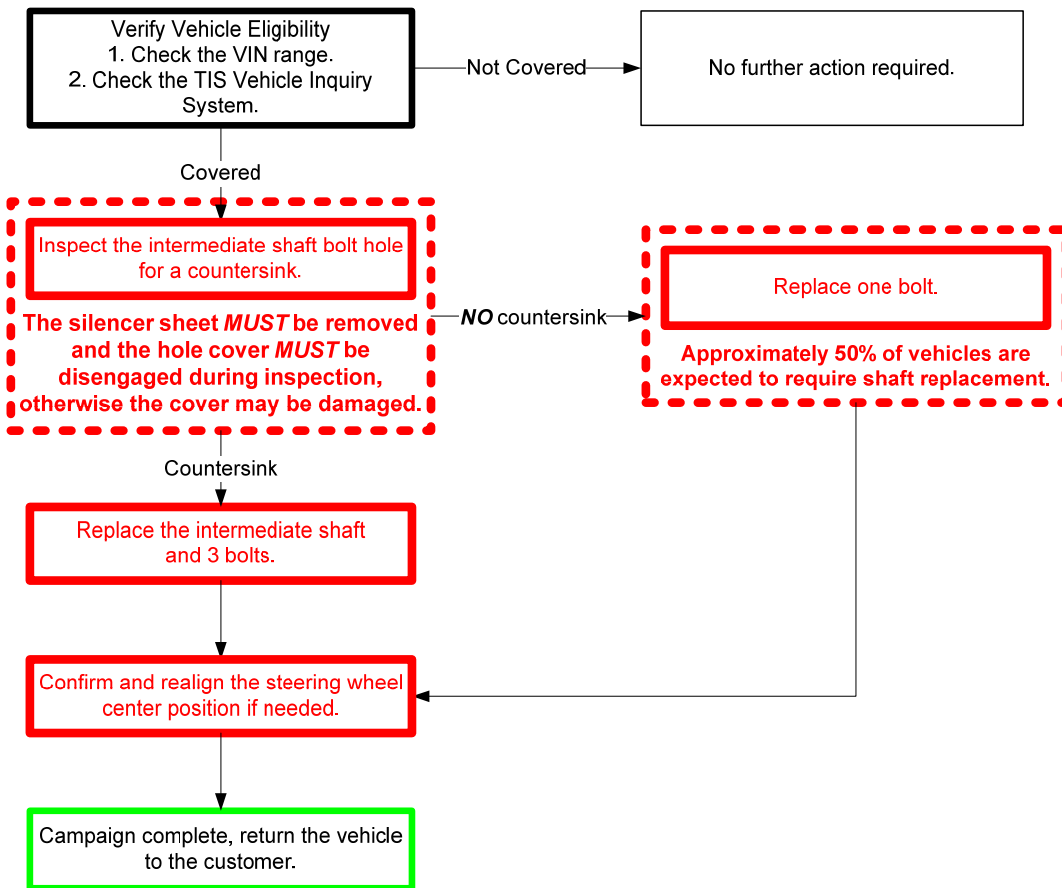 Verify Vehicle Eligibility
1. Check the VIN range.
2. Check the TIS Vehicle Inquiry
System.
Not Covered
No further action required.
Covered
Inspect the intermediate shaft bolt hole
for a countersink.
The silencer sheet MUST be removed
and the hole cover MUST be
disengaged during inspection,
otherwise the cover may be damaged.
NO countersink
Replace one bolt.
Approximately 50% of vehicles are
expected to require shaft replacement.
Countersink
Replace the intermediate shaft
and 3 bolts.
Confirm and realign the steering wheel
center position if needed.
Campaign complete, return the vehicle
to the customer.